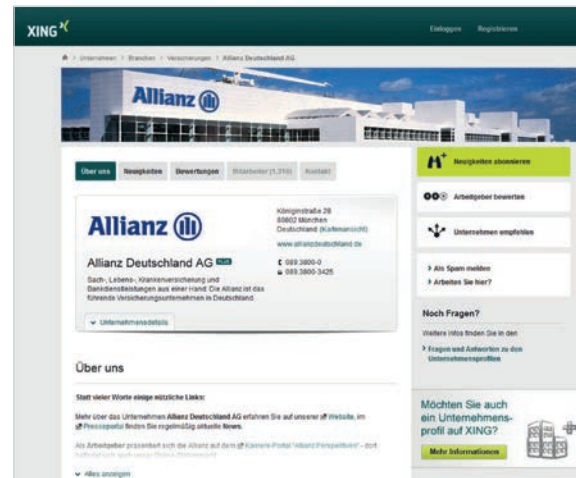 XING
Einloggen Registrieren
> Unternehmen > Branchen > Versicherungen > Allianz Deutschland AG
Allianz
Über uns Neuigkeiten Bewertungen Mitarbeiter (1.310) Kontakt
Allianz
Allianz Deutschland AG PLUS
Sach-, Lebens-, Krankenversicherung und
Bankdienstleistungen aus einer Hand: Die Allianz ist das
führende Versicherungsunternehmen in Deutschland.
Unternehmensdetails
Königinstraße 28
80802 München
Deutschland (Kartenansicht)
www.allianzdeutschland.de
089.3800-0
089.3800-3425
Über uns
Statt vieler Worte einige nützliche Links:
Mehr über das Unternehmen Allianz Deutschland AG erfahren Sie auf unserer Website, im
Presseportal finden Sie regelmäßig aktuelle News.
Als Arbeitgeber präsentiert sich die Allianz auf dem Karriere-Portal "Allianz Perspektiven" - dort
Alles anzeigen
Neuigkeiten abonnieren
Arbeitgeber bewerten
Unternehmen empfehlen
> Als Spam melden
> Arbeiten Sie hier?
Noch Fragen?
Weitere Infos finden Sie in den
> Fragen und Antworten zu den
Unternehmensprofilen
Möchten Sie auch
ein Unternehmens-
profil auf XING?
Mehr Informationen